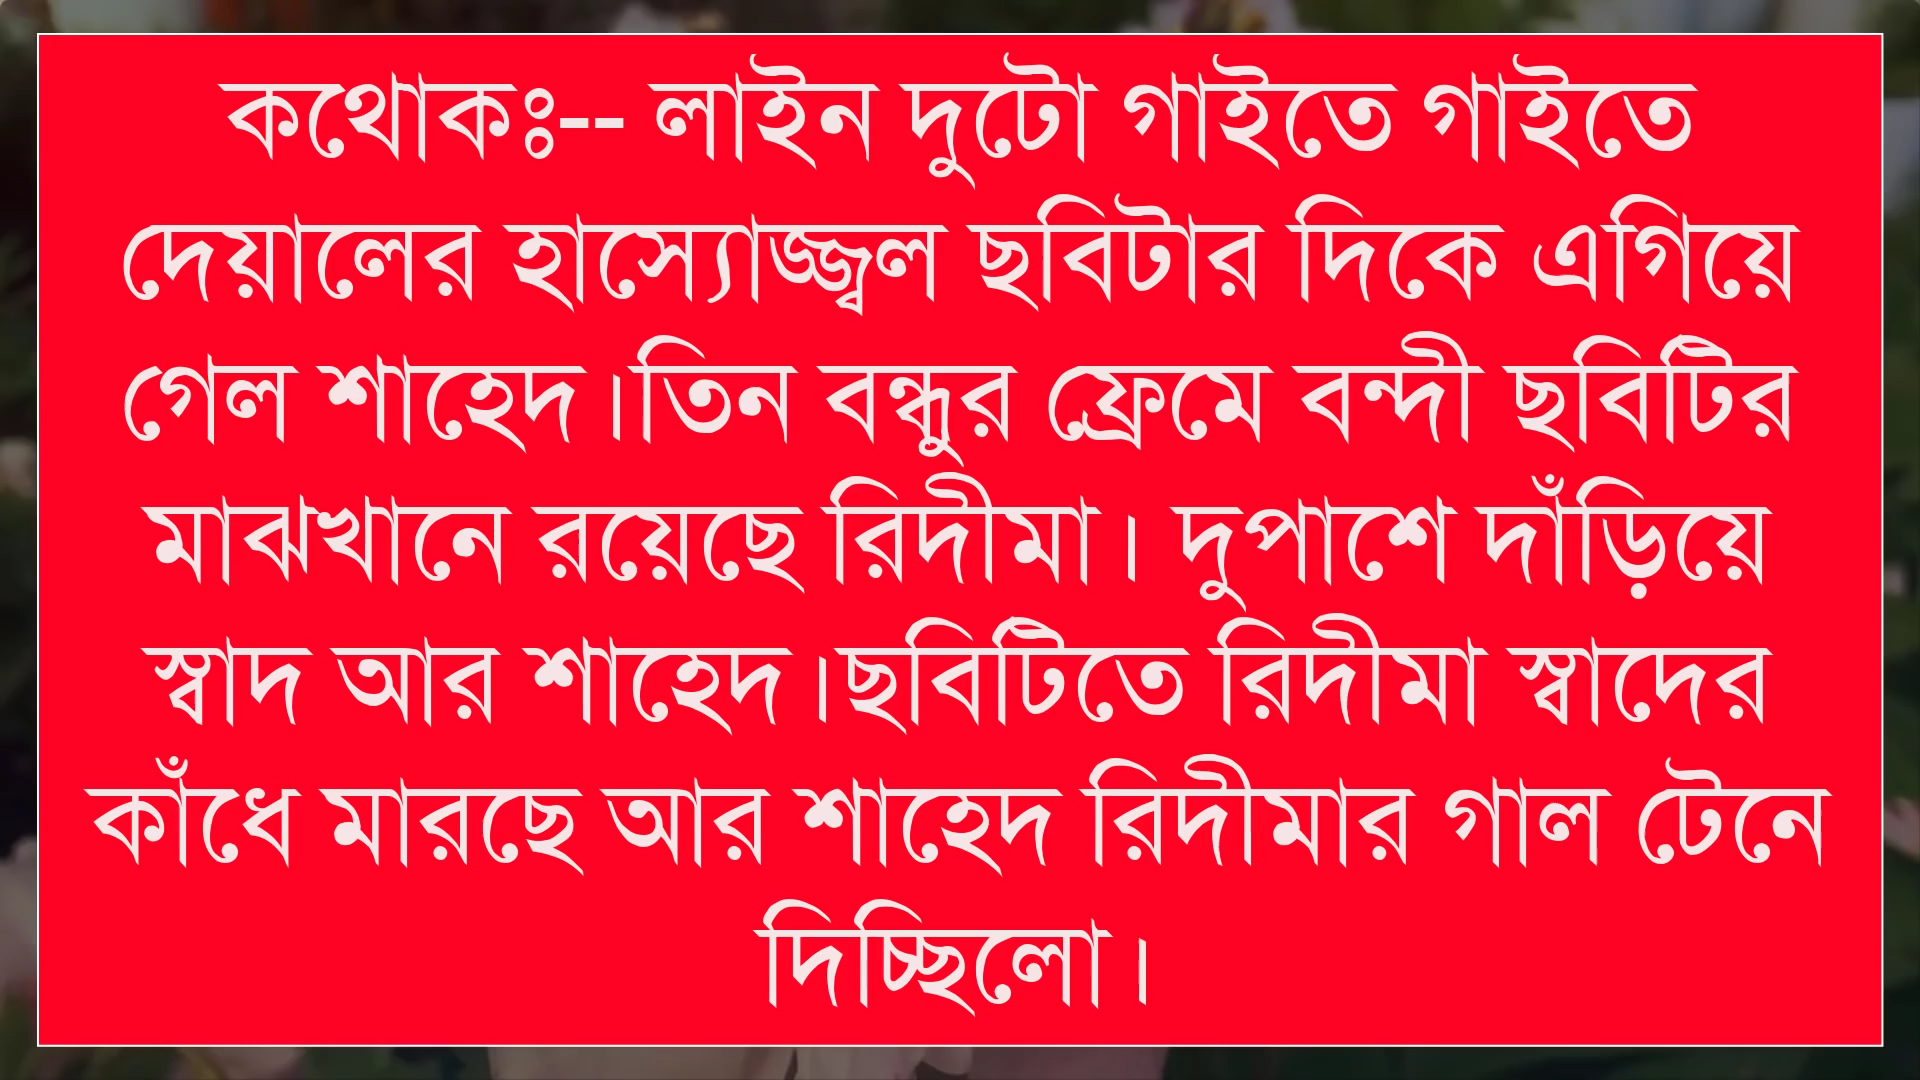 কথোকঃ-- লাইন দুটো গাইতে গাইতে
দেয়ালের হাস্যোজ্জ্বল ছবিটার দিকে এগিয়ে
গেল শাহেদ।তিন বন্ধুর ফ্রেমে বন্দী ছবিটির
মাঝখানে রয়েছে রিদীমা। দুপাশে দাঁড়িয়ে
স্বাদ আর শাহেদ।ছবিটিতে রিদীমা স্বাদের
কাঁধে মারছে আর শাহেদ রিদীমার গাল টেনে
দিচ্ছিলো।